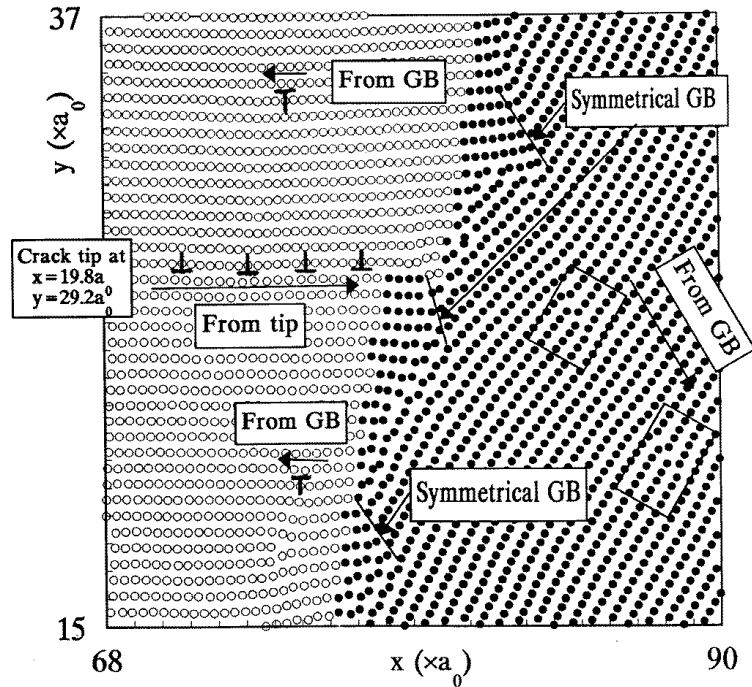 37
From GB
Symmetrical GB
y (×a₀)
Crack tip at
x=19.8a₀
y=29.2a₀
From tip
From GB
From GB
Symmetrical GB
15
68
x (×a₀)
90